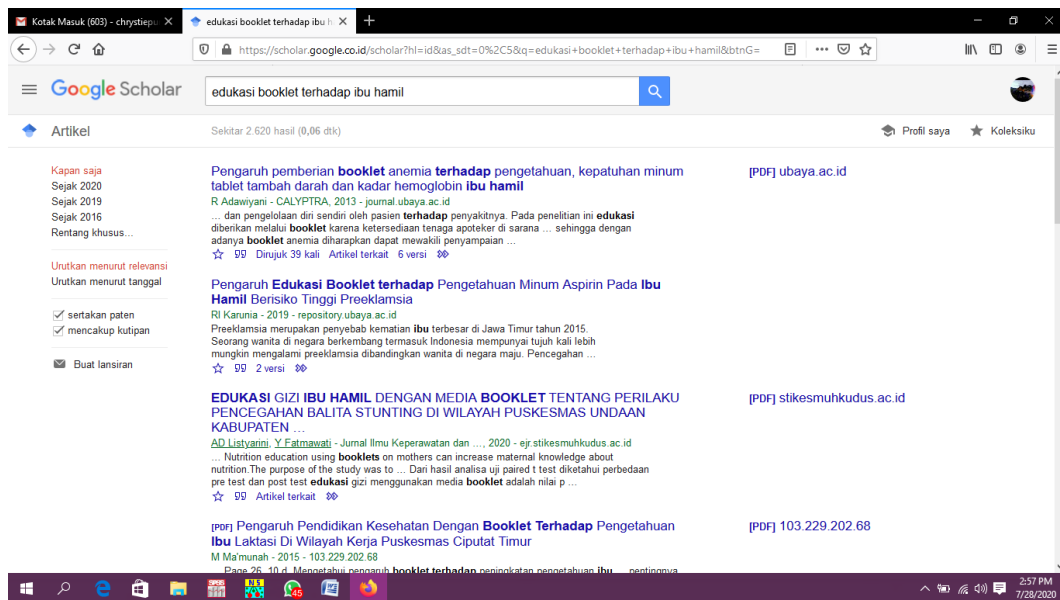 Kotak Masuk (603) - chrystiepu
edukasi booklet terhadap ibu h
https://scholar.google.co.id/scholar?hl=id&as_sdt=0%2C5&q=edukasi+booklet+terhadap+ibu+hamil&btnG=
Google Scholar
edukasi booklet terhadap ibu hamil
Artikel
Sekitar 2.620 hasil (0,06 dtk)
Profil saya
Koleksiku
Kapan saja
Sejak 2020
Sejak 2019
Sejak 2016
Rentang khusus...
Urutkan menurut relevansi
Urutkan menurut tanggal
sertakan paten
mencakup kutipan
Buat lansiran
Pengaruh pemberian booklet anemia terhadap pengetahuan, kepatuhan minum
tablet tambah darah dan kadar hemoglobin ibu hamil
R Adawiyani - CALYPTRA, 2013 - journal.ubaya.ac.id
... dan pengelolaan diri sendiri oleh pasien terhadap penyakitnya. Pada penelitian ini edukasi
diberikan melalui booklet karena ketersediaan tenaga apoteker di sarana ... sehingga dengan
adanya booklet anemia diharapkan dapat mewakili penyampaian ...
Dirujuk 39 kali Artikel terkait 6 versi
[PDF] ubaya.ac.id
Pengaruh Edukasi Booklet terhadap Pengetahuan Minum Aspirin Pada Ibu
Hamil Berisiko Tinggi Preeklamsia
RI Karunia - 2019 - repository.ubaya.ac.id
Preeklamsia merupakan penyebab kematian ibu terbesar di Jawa Timur tahun 2015.
Seorang wanita di negara berkembang termasuk Indonesia mempunyai tujuh kali lebih
mungkin mengalami preeklamsia dibandingkan wanita di negara maju. Pencegahan ...
2 versi
EDUKASI GIZI IBU HAMIL DENGAN MEDIA BOOKLET TENTANG PERILAKU
PENCEGAHAN BALITA STUNTING DI WILAYAH PUSKESMAS UNDAAN
KABUPATEN ...
AD Listyarini, Y Fatmawati - Jurnal Ilmu Keperawatan dan ..., 2020 - ejr.stikesmuhkudus.ac.id
... Nutrition education using booklets on mothers can increase maternal knowledge about
nutrition.The purpose of the study was to ... Dari hasil analisa uji paired t test diketahui perbedaan
pre test dan post test edukasi gizi menggunakan media booklet adalah nilai p ...
Artikel terkait
[PDF] stikesmuhkudus.ac.id
[PDF] Pengaruh Pendidikan Kesehatan Dengan Booklet Terhadap Pengetahuan
Ibu Laktasi Di Wilayah Kerja Puskesmas Ciputat Timur
M Ma'munah - 2015 - 103.229.202.68
... Page 26. 10 d. Mengetahui pengaruh booklet terhadap peningkatan pengetahuan ibu ... pentingnya
[PDF] 103.229.202.68
45
2:57 PM
7/28/2020